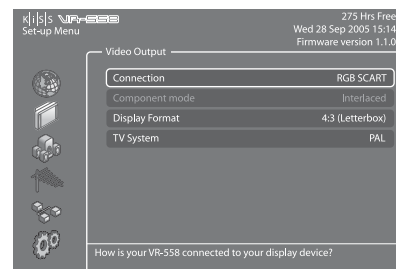 KiSS VR-558
275 Hrs Free
Set-up Menu
Wed 28 Sep 2005 15:14
Firmware version 1.1.0
Video Output
Connection RGB SCART
Component mode Interlaced
Display Format 4:3 (Letterbox)
TV System PAL
How is your VR-558 connected to your display device?